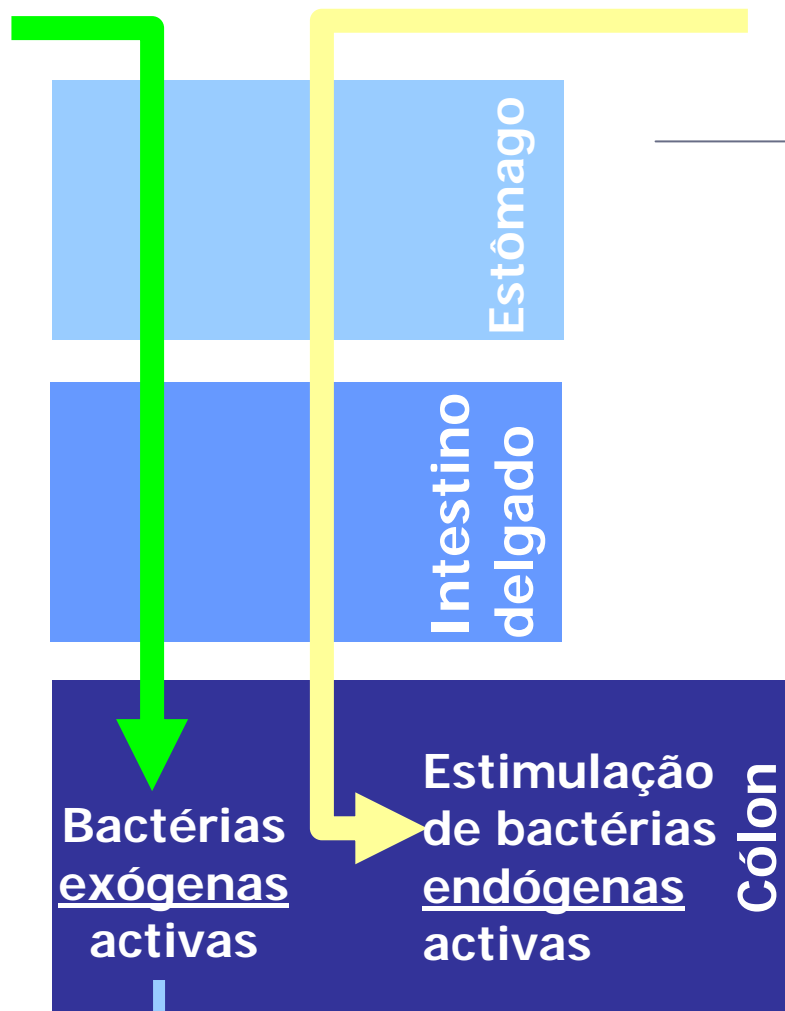 Estômago
Intestino
delgado
Bactérias
exógenas
activas
Estimulação
de bactérias
endógenas
activas
Cólon